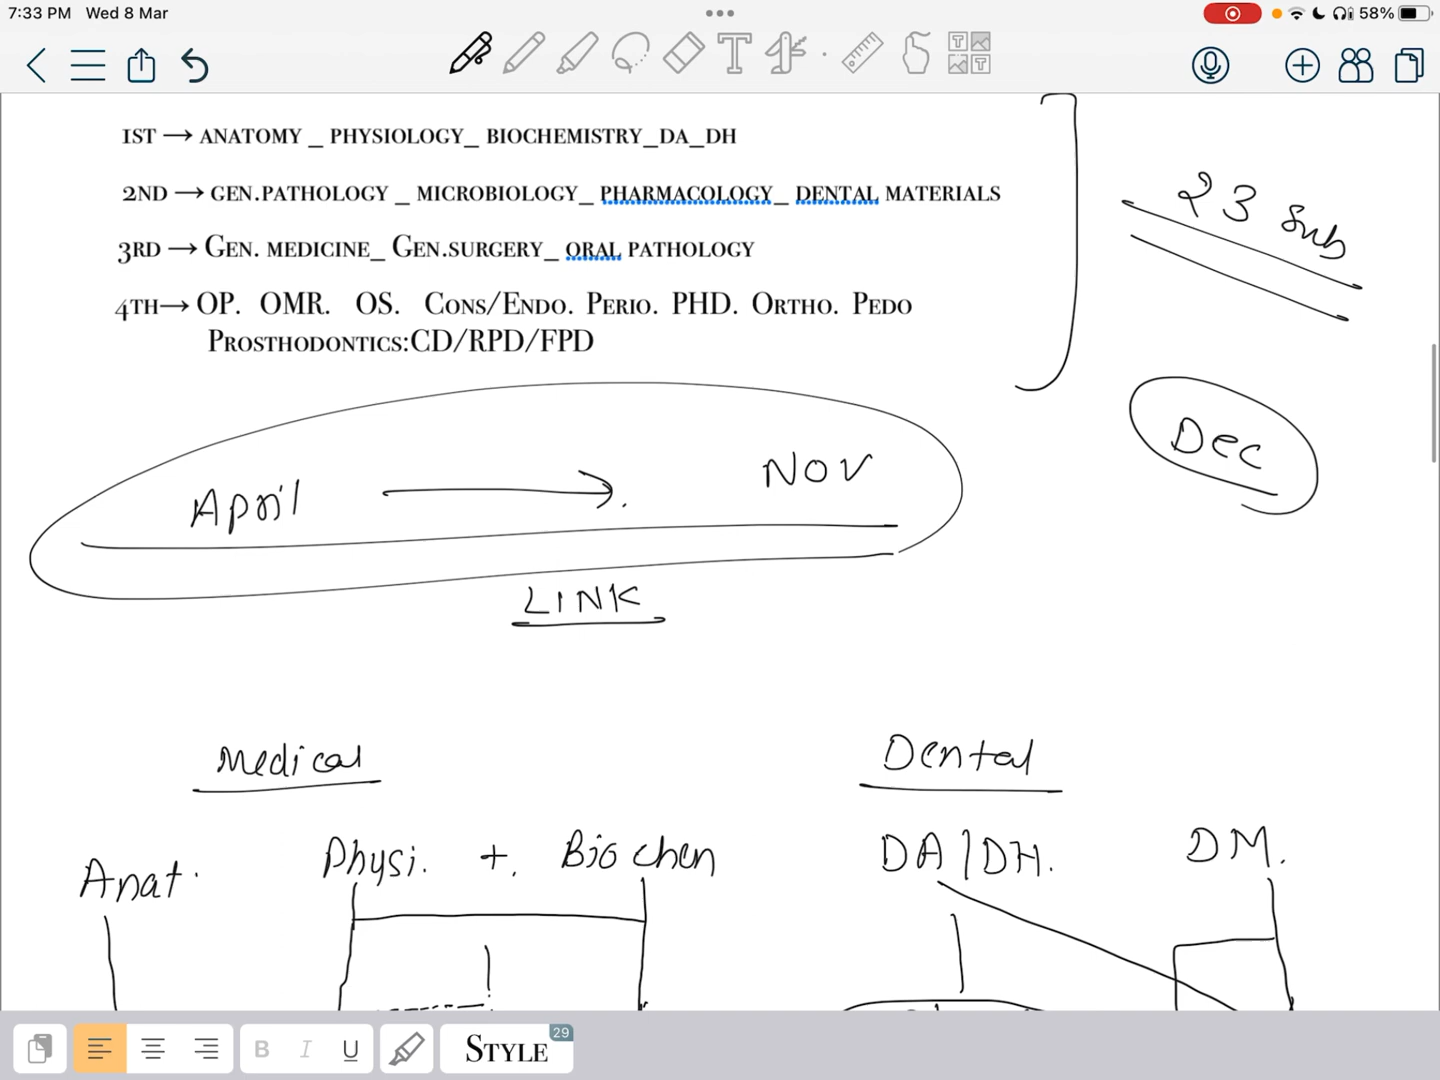 7:33 PM Wed 8 Mar
58%
1ST → ANATOMY _ PHYSIOLOGY_ BIOCHEMISTRY_DA_DH
2ND → GEN.PATHOLOGY _ MICROBIOLOGY_ PHARMACOLOGY_ DENTAL MATERIALS
3RD → GEN. MEDICINE_ GEN.SURGERY_ ORAL PATHOLOGY
4TH→ OP. OMR. OS. CONS/ENDO. PERIO. PHD. ORTHO. PEDO
PROSTHODONTICS:CD/RPD/FPD
23 Sub
Dec
April → NOV
LINK
Medical
Dental
Anat. Physi. +. Biochen
DA/DH. DM.
B I U STYLE 29